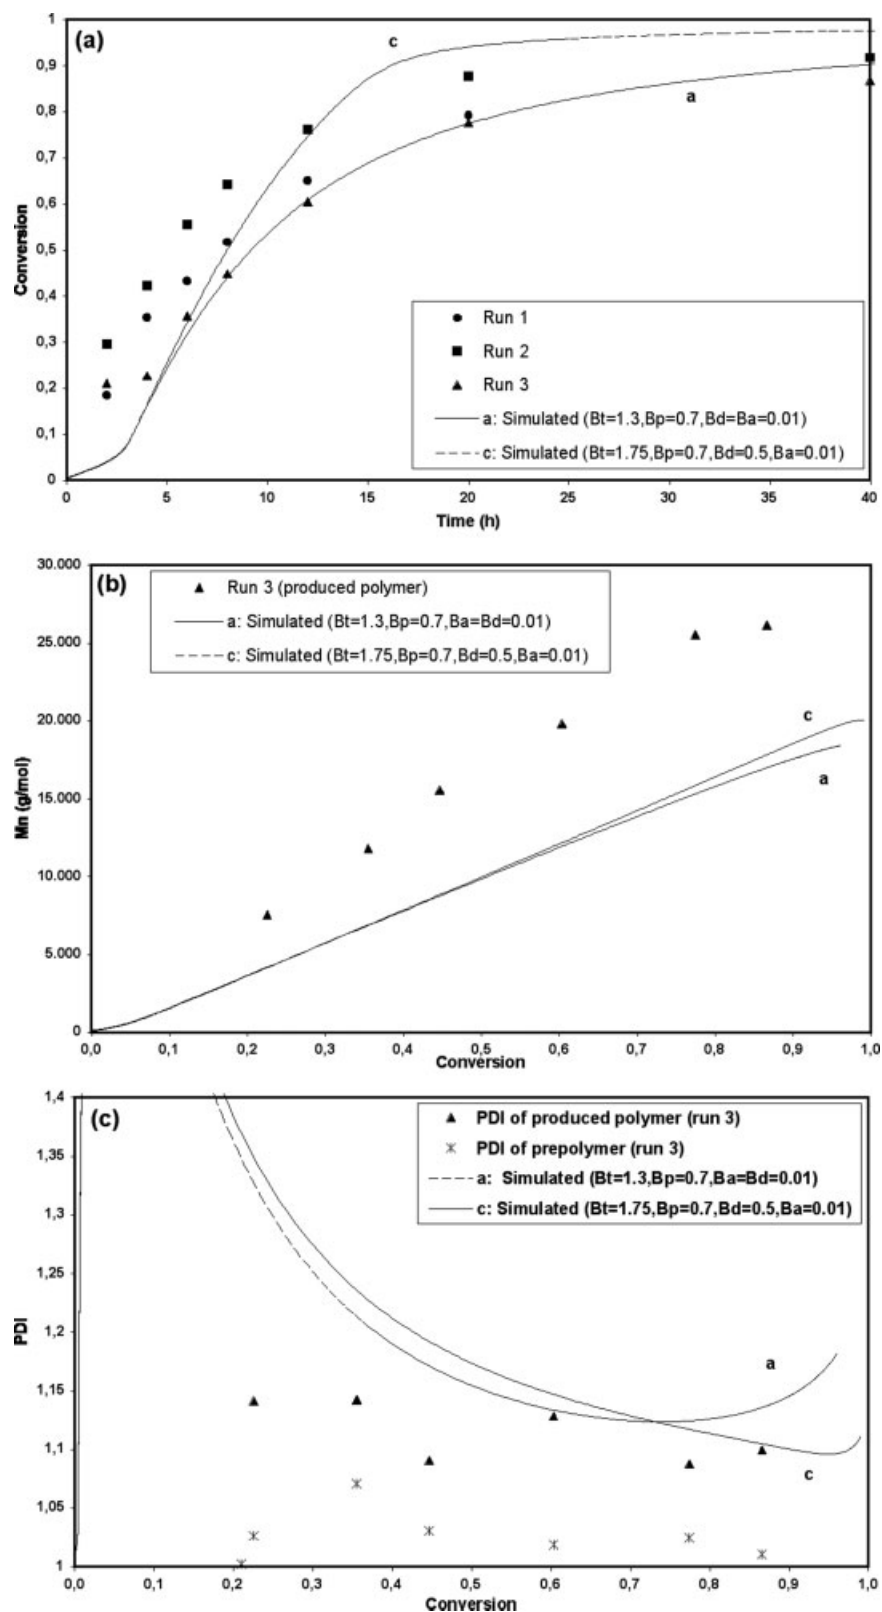 (a)
1
0,9
0,8
0,7
0,6
0,5
0,4
0,3
0,2
0,1
0
Conversion
c
a
Run 1
Run 2
Run 3
a: Simulated (Bt=1.3,Bp=0.7,Bd=Ba=0.01)
c: Simulated (Bt=1.75,Bp=0.7,Bd=0.5,Ba=0.01)
0 5 10 15 20 25 30 35 40
Time (h)
(b)
30.000
25.000
20.000
15.000
10.000
5.000
0
Mn (g/mol)
Run 3 (produced polymer)
a: Simulated (Bt=1.3,Bp=0.7,Ba=Bd=0.01)
c: Simulated (Bt=1.75,Bp=0.7,Bd=0.5,Ba=0.01)
c
a
0,0 0,1 0,2 0,3 0,4 0,5 0,6 0,7 0,8 0,9 1,0
Conversion
(c)
1,4
1,35
1,3
1,25
1,2
1,15
1,1
1,05
1
PDI
PDI of produced polymer (run 3)
PDI of prepolymer (run 3)
a: Simulated (Bt=1.3,Bp=0.7,Ba=Bd=0.01)
c: Simulated (Bt=1.75,Bp=0.7,Bd=0.5,Ba=0.01)
a
c
0,0 0,1 0,2 0,3 0,4 0,5 0,6 0,7 0,8 0,9 1,0
Conversion